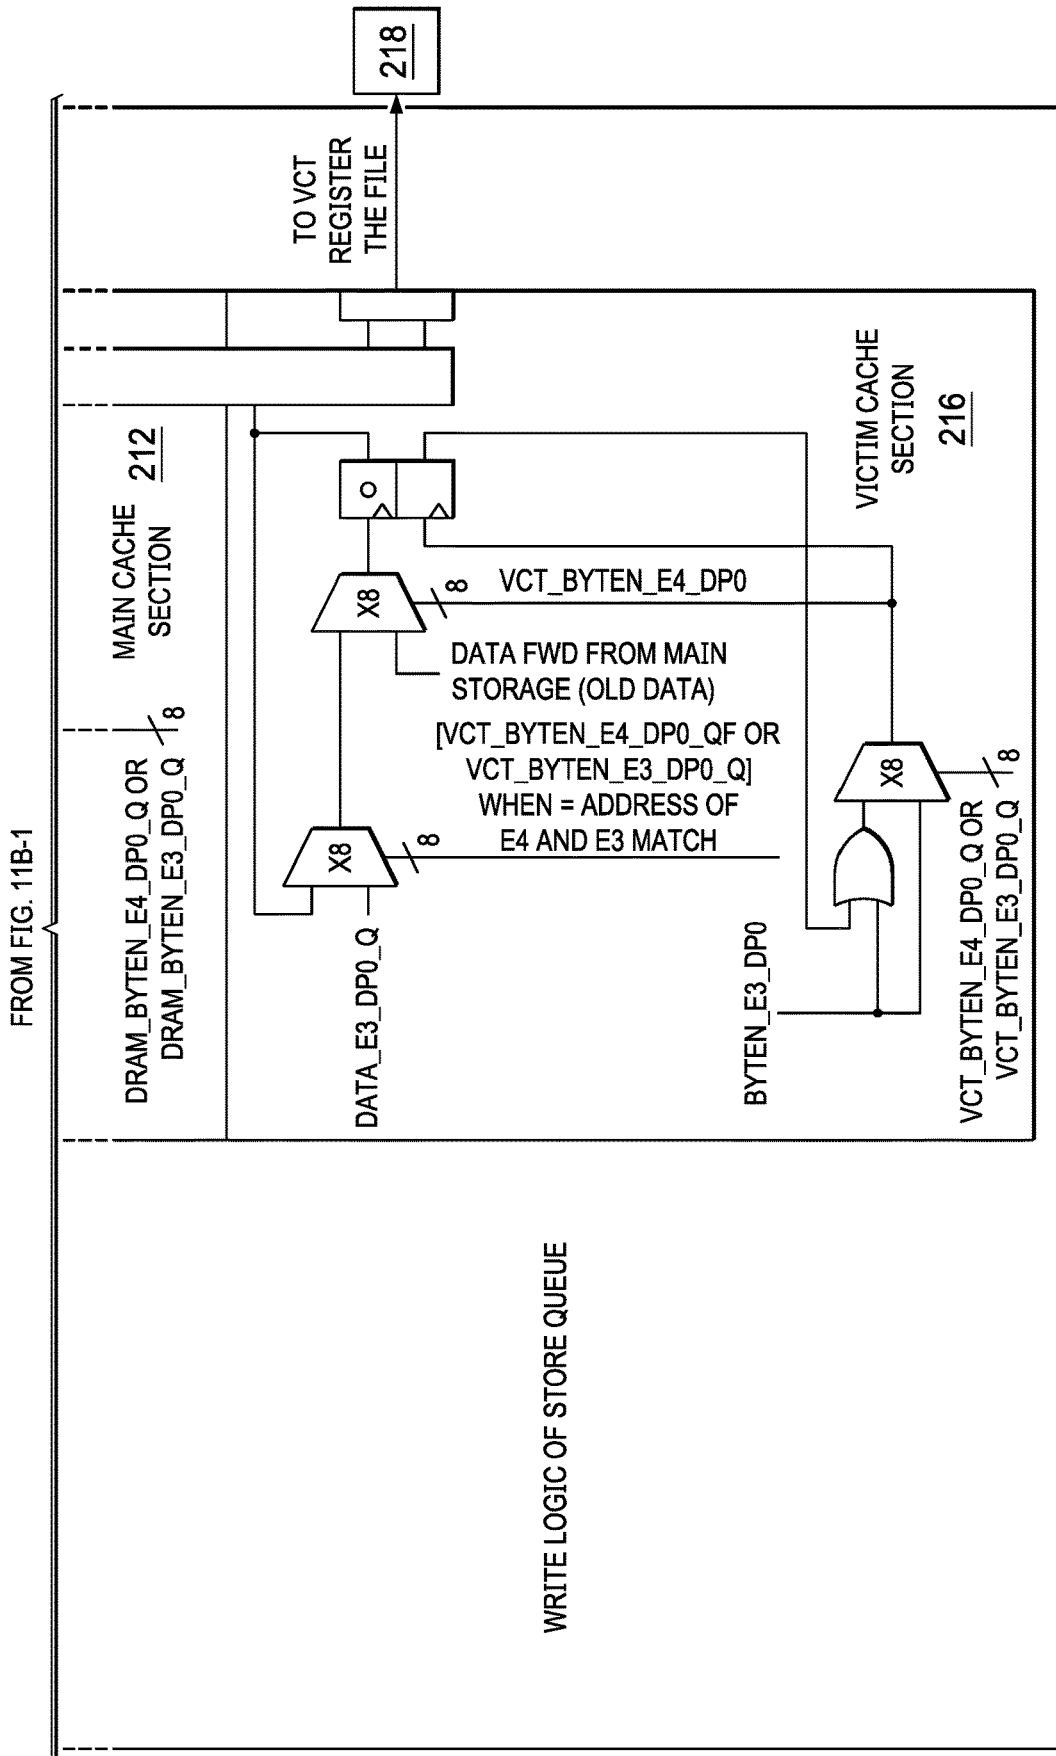 FROM FIG. 11B-1
DRAM_BYTEN_E4_DP0_Q OR
DRAM_BYTEN_E3_DP0_Q
8
MAIN CACHE
SECTION
212
TO VCT
REGISTER
THE FILE
218
DATA_E3_DP0_Q
X8
8
X8
8
VCT_BYTEN_E4_DP0
DATA FWD FROM MAIN
STORAGE (OLD DATA)
[VCT_BYTEN_E4_DP0_QF OR
VCT_BYTEN_E3_DP0_Q]
WHEN = ADDRESS OF
E4 AND E3 MATCH
BYTEN_E3_DP0
X8
8
VCT_BYTEN_E4_DP0_Q OR
VCT_BYTEN_E3_DP0_Q
VICTIM CACHE
SECTION
216
WRITE LOGIC OF STORE QUEUE